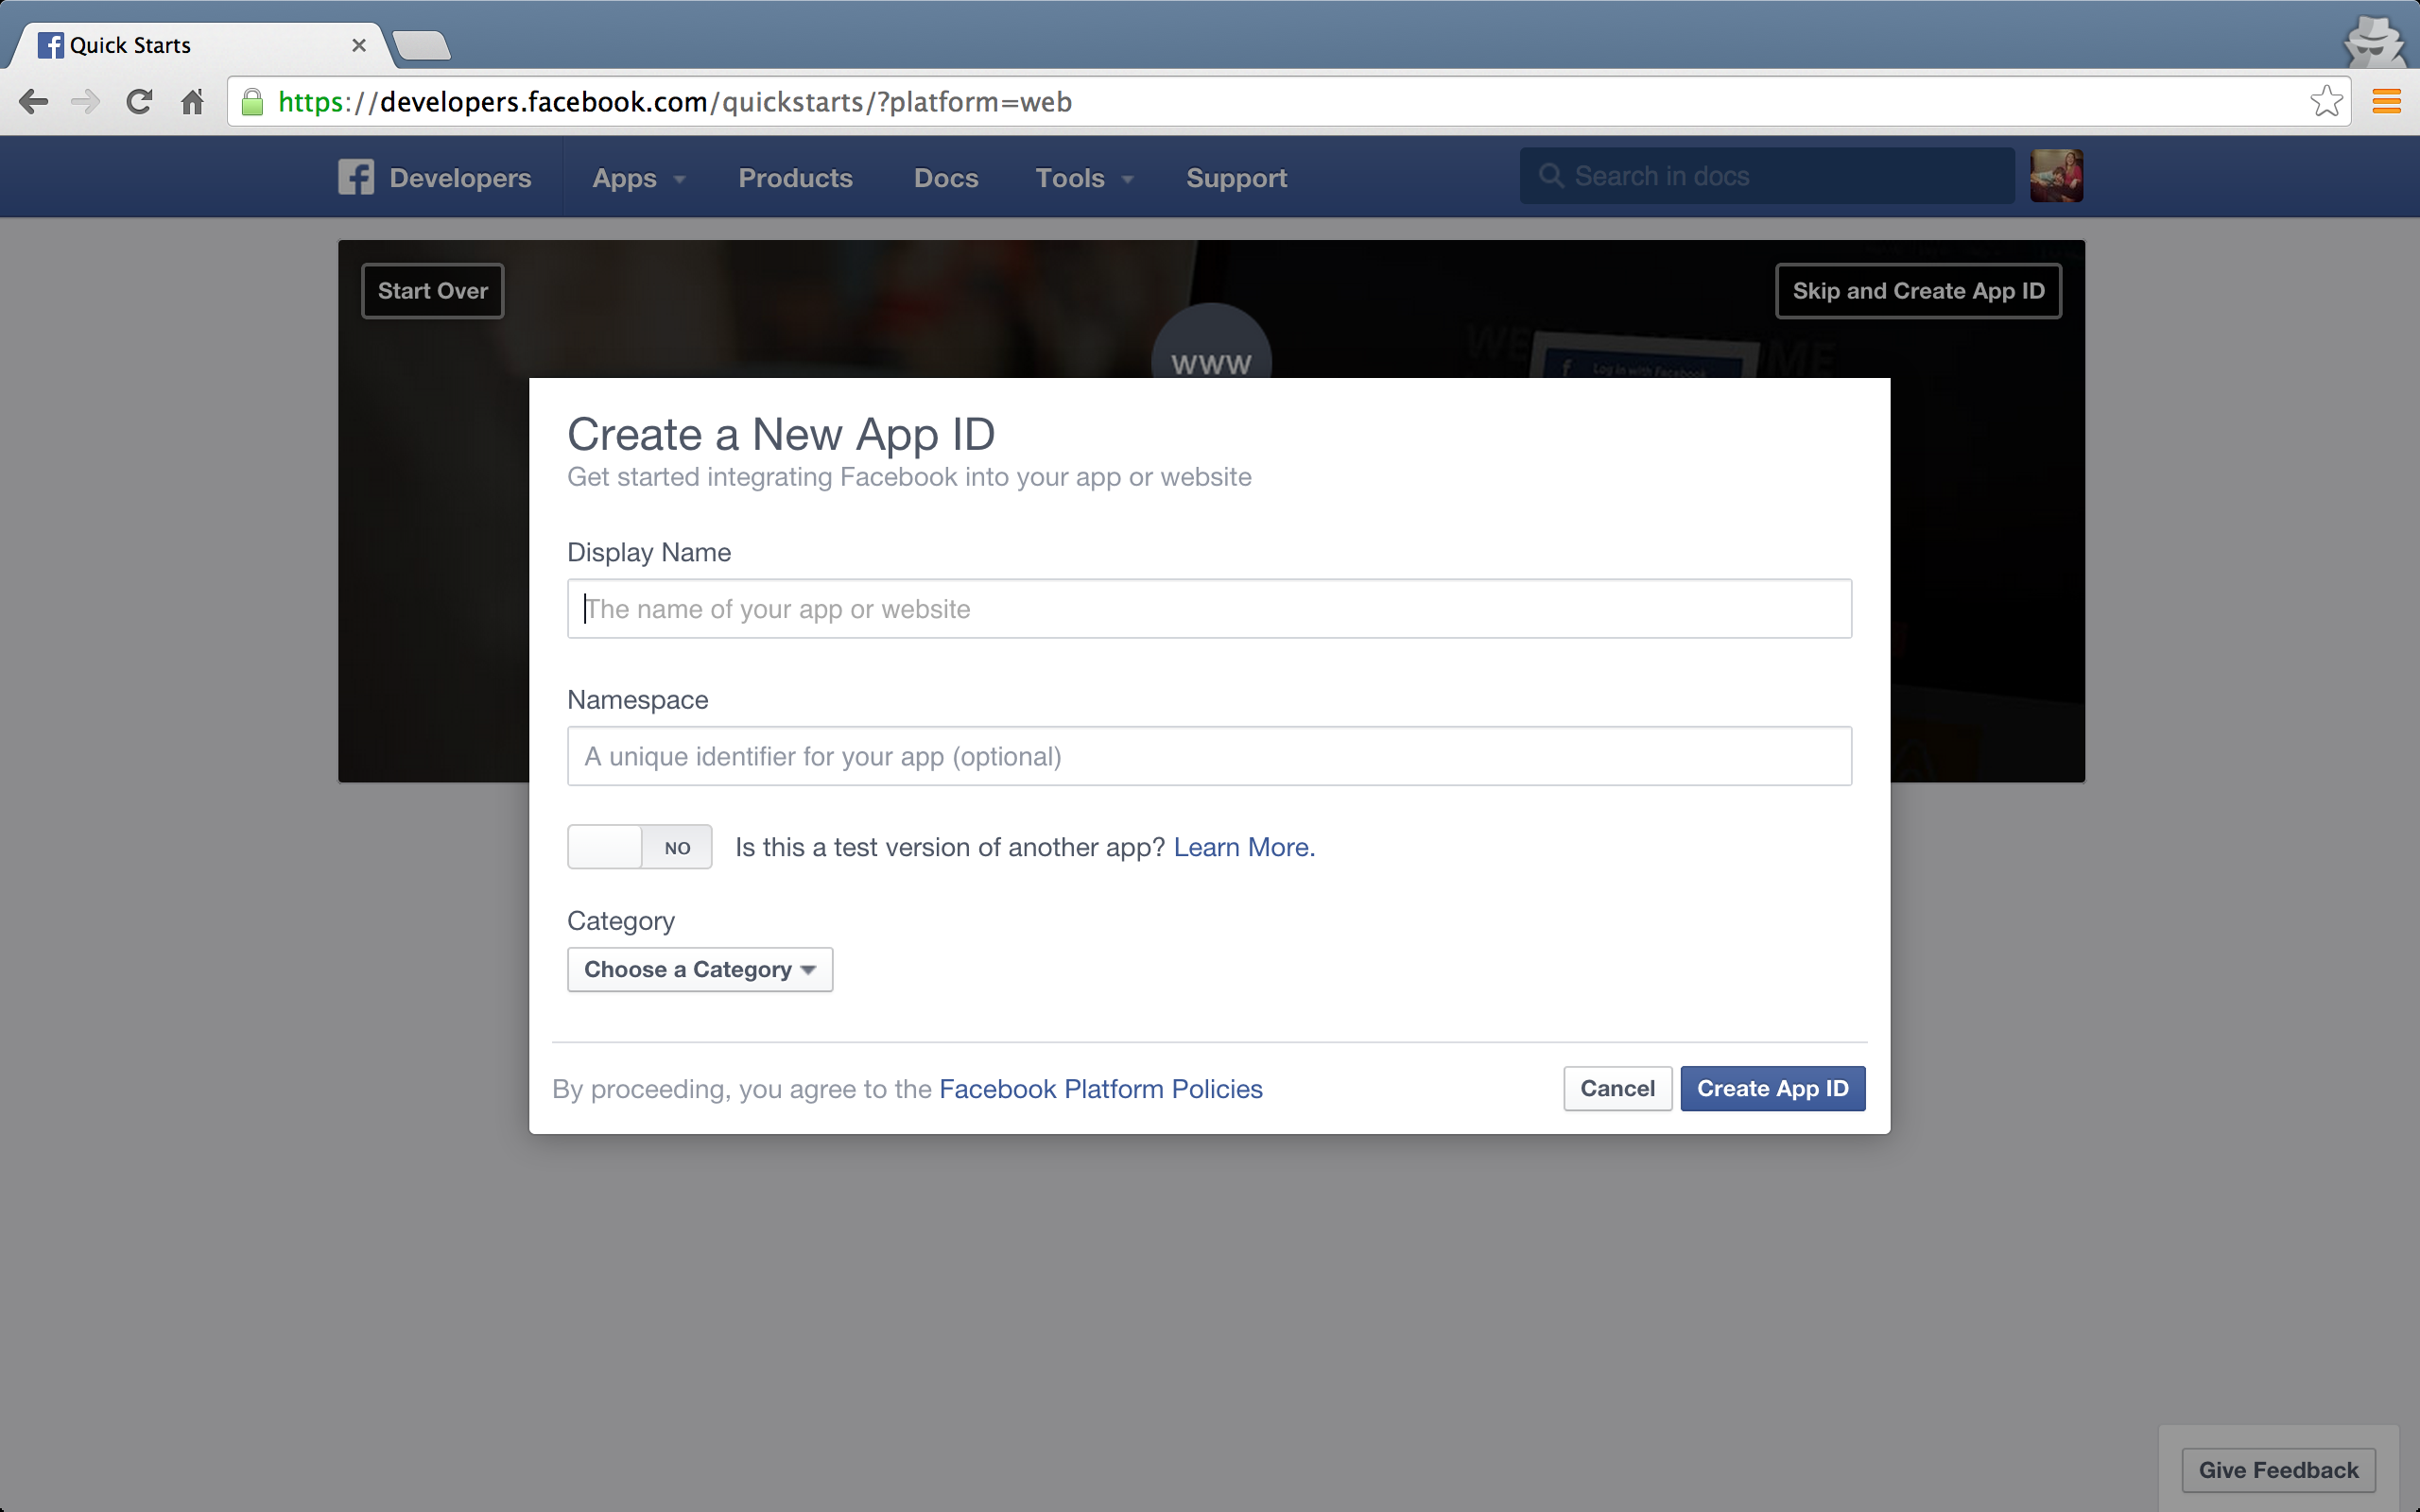 Quick Starts
https://developers.facebook.com/quickstarts/?platform=web
Developers Apps Products Docs Tools Support Search in docs
Start Over Skip and Create App ID
www
Log in with Facebook
Create a New App ID
Get started integrating Facebook into your app or website
Display Name
The name of your app or website
Namespace
A unique identifier for your app (optional)
NO Is this a test version of another app? Learn More.
Category
Choose a Category
By proceeding, you agree to the Facebook Platform Policies Cancel Create App ID
Give Feedback